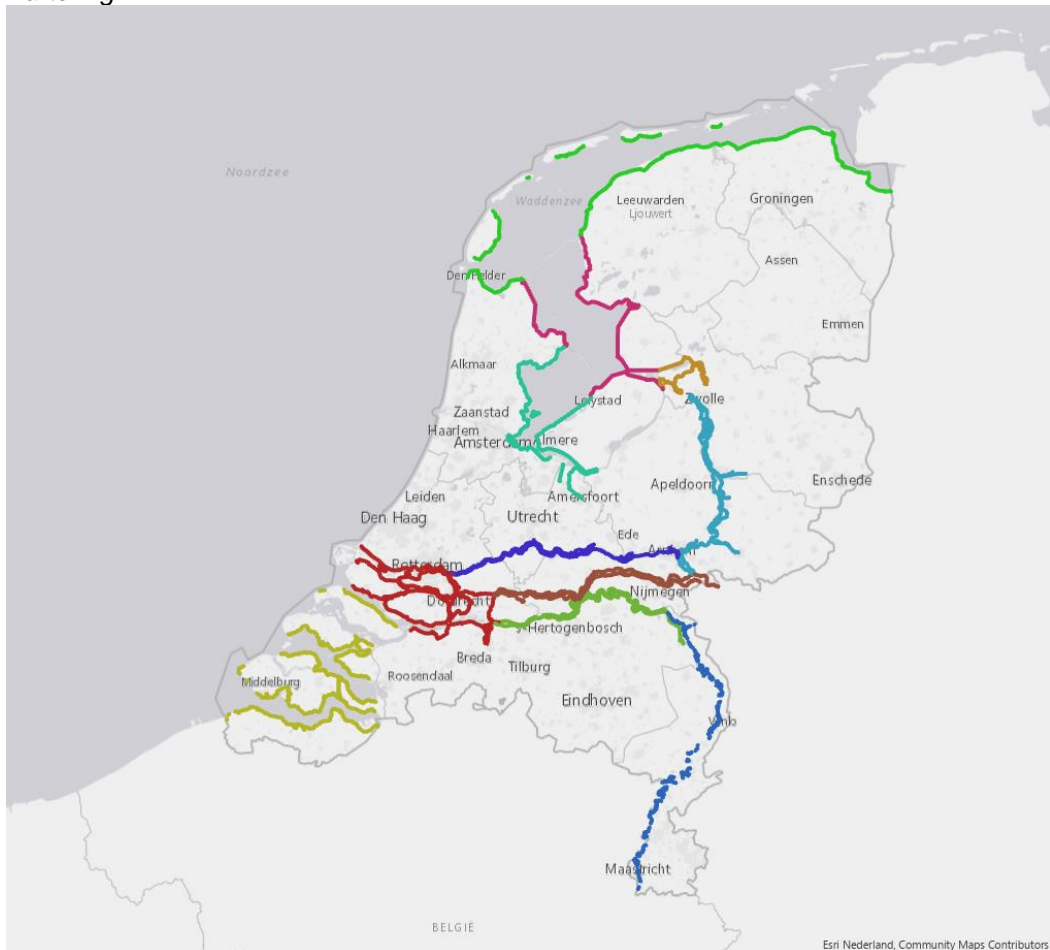 Noordzee
Waddenzee
Leeuwarden
Ljouwert
Groningen
Assen
Den Helder
Emmen
Alkmaar
Lelystad
Zwolle
Zaanstad
Haarlem
Amsterdam
Almere
Enschede
Apeldoorn
Leiden
Amersfoort
Den Haag
Utrecht
Ede
Arnhem
Rotterdam
Nijmegen
Dordrecht
Hertogenbosch
Breda
Tilburg
Roosendaal
Middelburg
Eindhoven
Maastricht
BELGIË
Esri Nederland, Community Maps Contributors